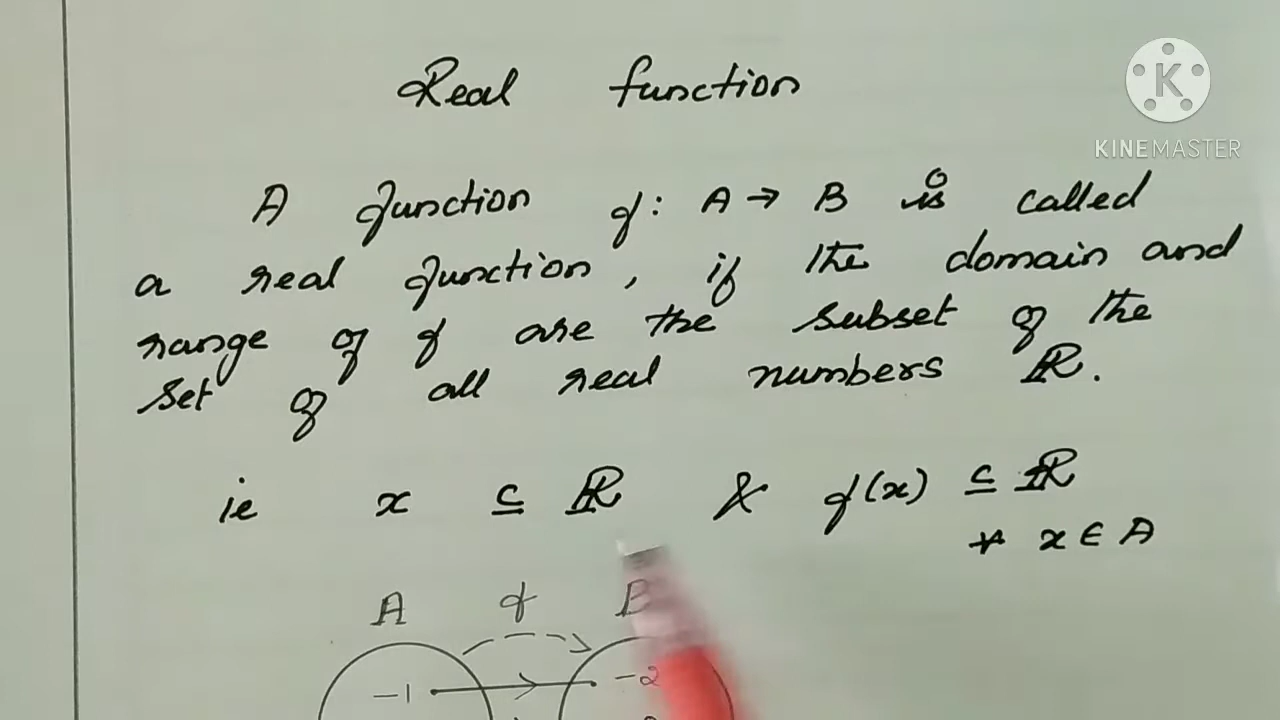 Real function
KINEMASTER
A function f: A → B is called
a real function, if the domain and
range of f are the subset of the
set of all real numbers ℝ.
ie x ⊆ ℝ & f(x) ⊆ ℝ
∀ x ∈ A
A f B
-1 -2